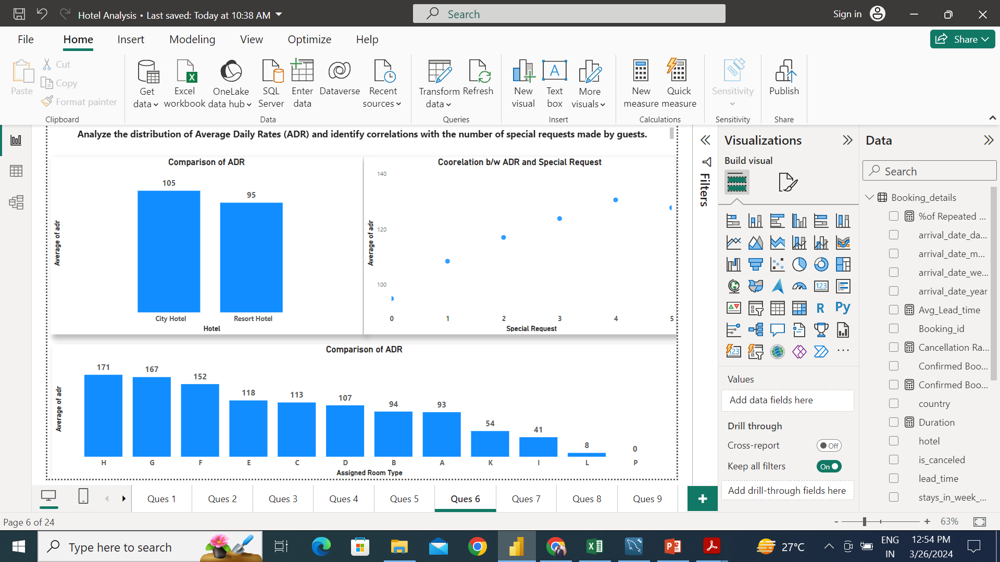 Hotel Analysis • Last saved: Today at 10:38 AM
Search
Sign in
File Home Insert Modeling View Optimize Help
Share
Paste
Cut
Copy
Format painter
Clipboard
Get data
Excel workbook
OneLake data hub
SQL Server
Enter data
Dataverse
Recent sources
Data
Transform data
Refresh
Queries
New visual
Text box
More visuals
Insert
New measure
Quick measure
Calculations
Sensitivity
Sensitivity
Publish
Share
Analyze the distribution of Average Daily Rates (ADR) and identify correlations with the number of special requests made by guests.
Comparison of ADR
Average of adr
105
95
City Hotel Resort Hotel
Hotel
Coorelation b/w ADR and Special Request
Average of adr
140
120
100
0 1 2 3 4 5
Special Request
Comparison of ADR
Average of adr
171 167 152 118 113 107 94 93 54 41 8 0
H G F E C D B A K I L P
Assigned Room Type
Filters
Visualizations
Build visual
123
R
Py
123
Values
Add data fields here
Drill through
Cross-report
Off
Keep all filters
On
Add drill-through fields here
Data
Search
Booking_details
%of Repeated ...
arrival_date_da...
arrival_date_m...
arrival_date_we...
arrival_date_year
Avg_Lead_time
Booking_id
Cancellation Ra...
Confirmed Boo...
Confirmed Boo...
country
Duration
hotel
is_canceled
lead_time
stays_in_week_...
Ques 1 Ques 2 Ques 3 Ques 4 Ques 5 Ques 6 Ques 7 Ques 8 Ques 9
+
Page 6 of 24
- + 63%
Type here to search
27°C
ENG
IN
12:54 PM
3/26/2024